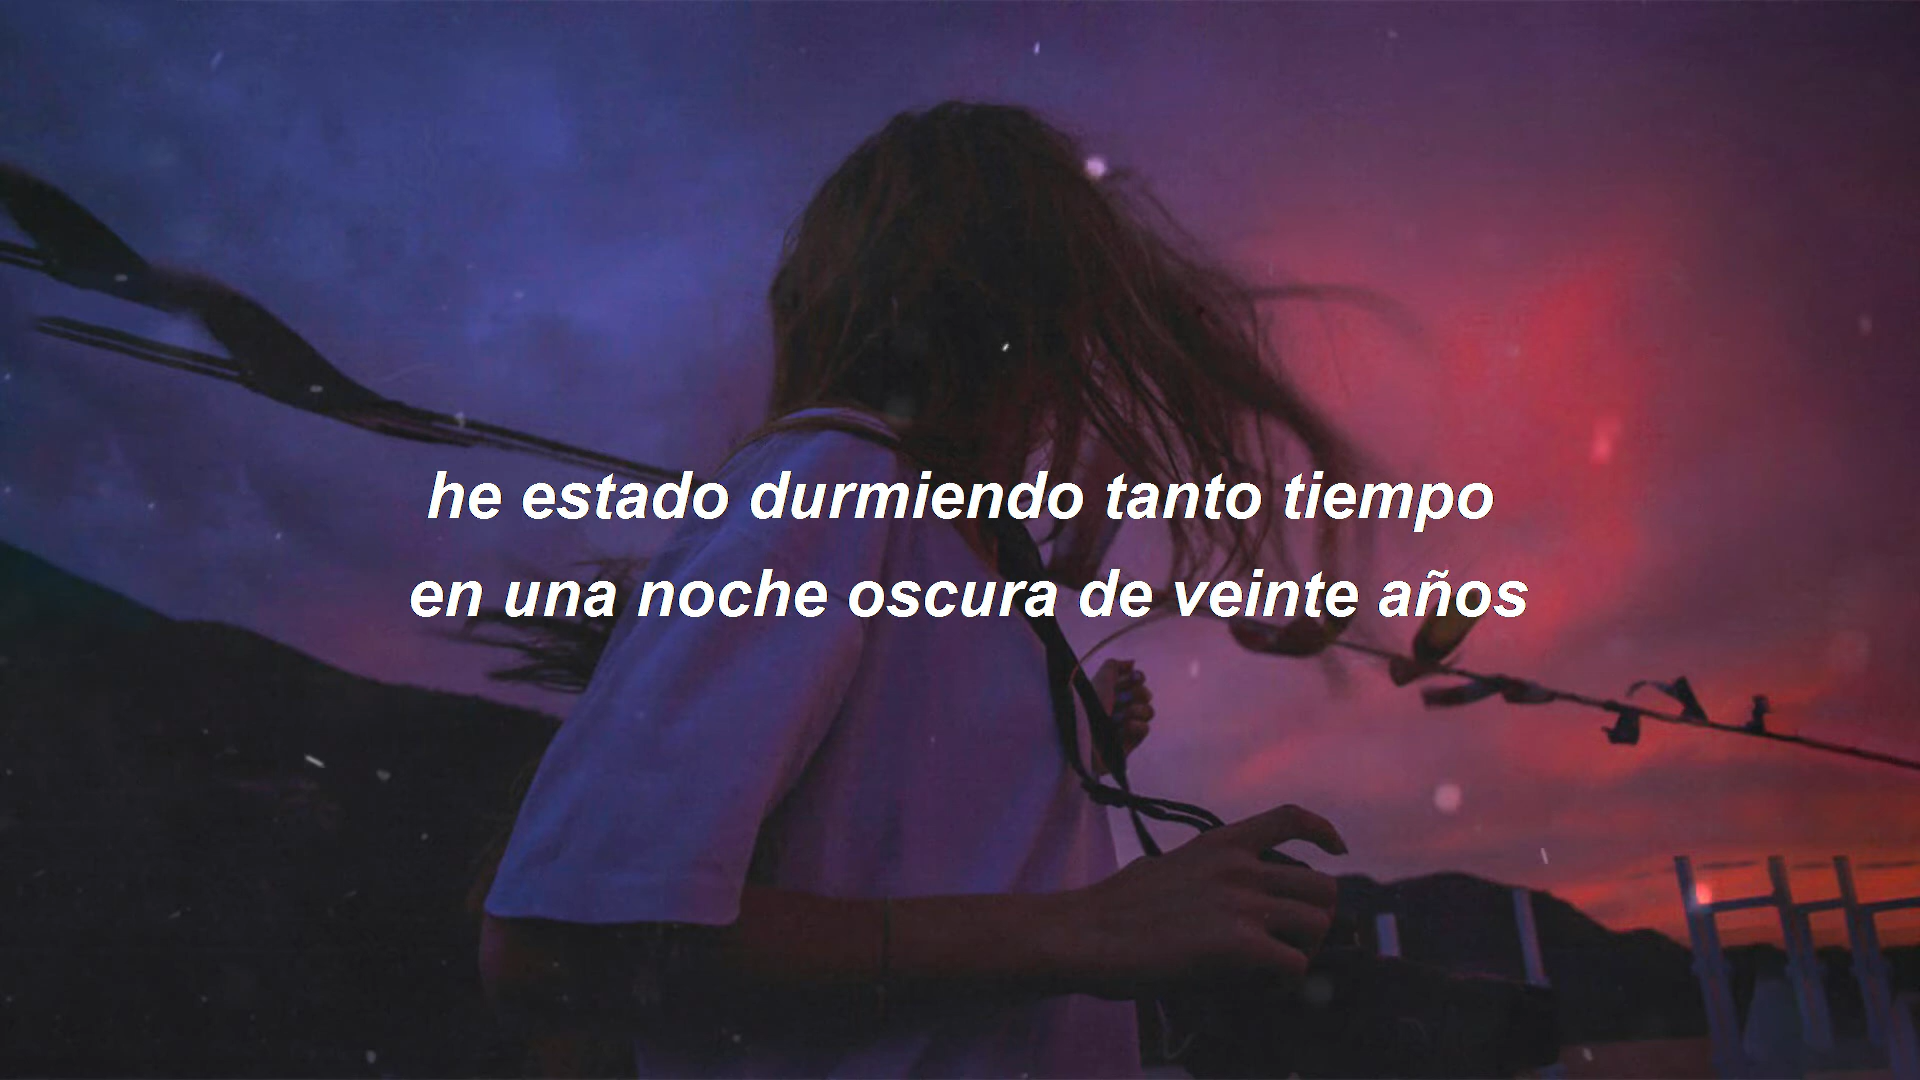 he estado durmiendo tanto tiempo
en una noche oscura de veinte años